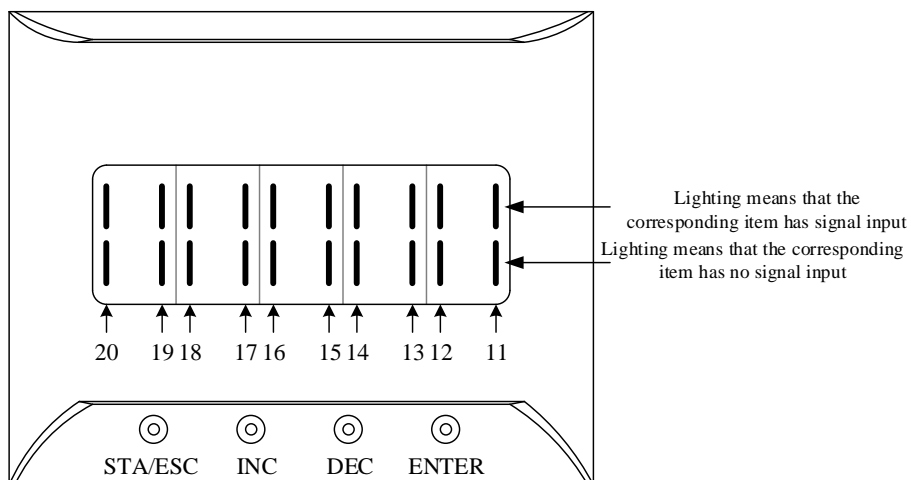 Lighting means that the
corresponding item has signal input
Lighting means that the corresponding
item has no signal input
20 19 18 17 16 15 14 13 12 11
STA/ESC INC DEC ENTER